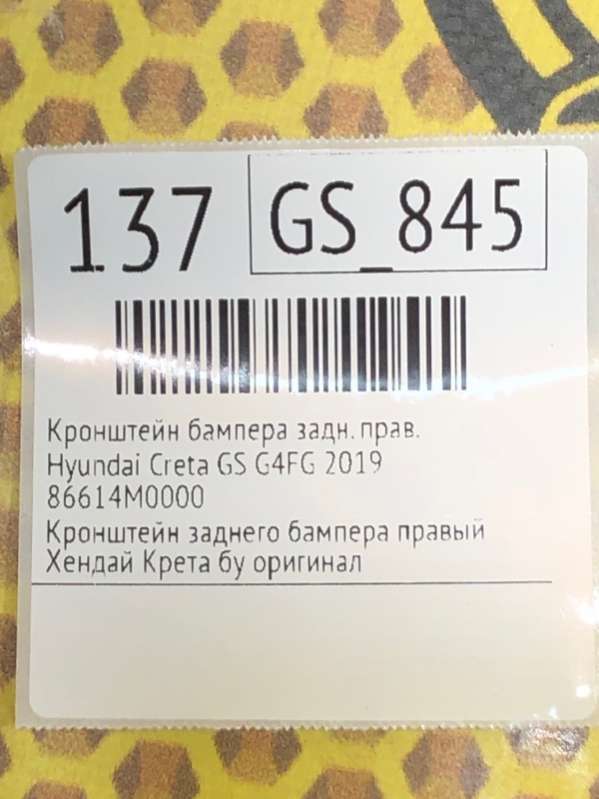 137
GS_845
Кронштейн бампера задн. прав.
Hyundai Creta GS G4FG 2019
86614M0000
Кронштейн заднего бампера правый
Хендай Крета бу оригинал